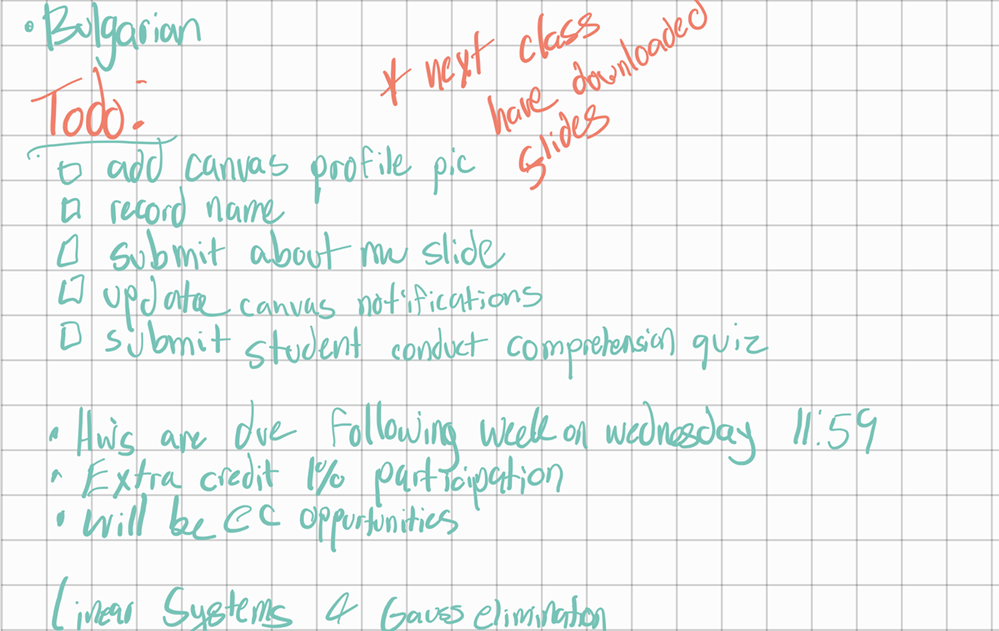 • Bulgarian
* next class
have downloaded
slides
Todo:
add canvas profile pic
record name
submit about me slide
update canvas notifications
submit student conduct comprehension quiz
• Hw's are due following week on wednesday 11:59
• Extra credit 1% participation
• Will be EC oppurtunities
Linear Systems & Gauss elimination